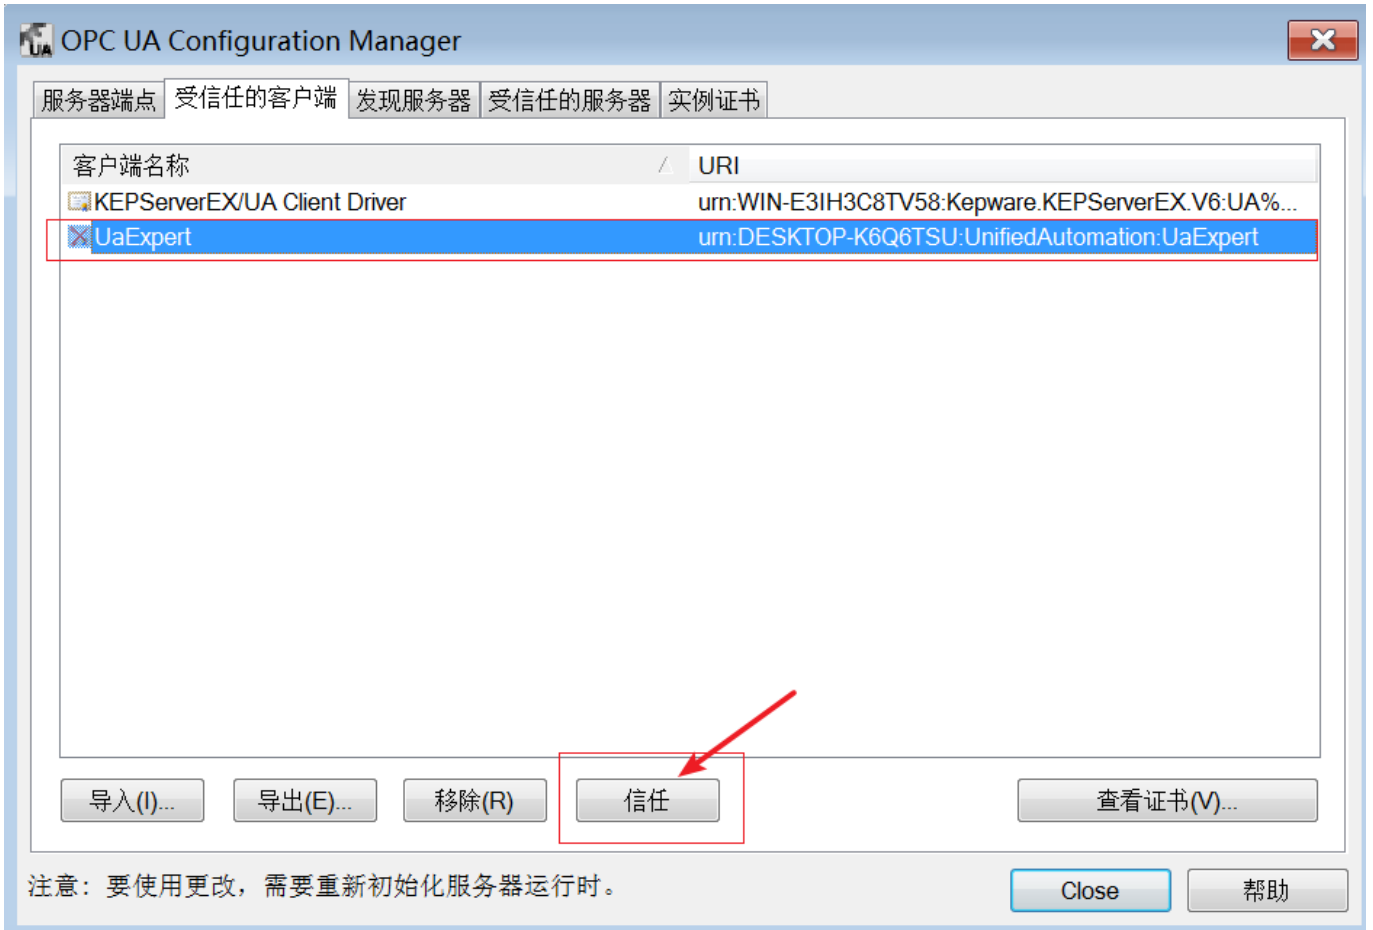 OPC UA Configuration Manager
服务器端点 受信任的客户端 发现服务器 受信任的服务器 实例证书
客户端名称 URI
KEPServerEX/UA Client Driver urn:WIN-E3IH3C8TV58:Kepware.KEPServerEX.V6:UA%...
UaExpert urn:DESKTOP-K6Q6TSU:UnifiedAutomation:UaExpert
导入(I)... 导出(E)... 移除(R) 信任 查看证书(V)...
注意：要使用更改，需要重新初始化服务器运行时。
Close 帮助